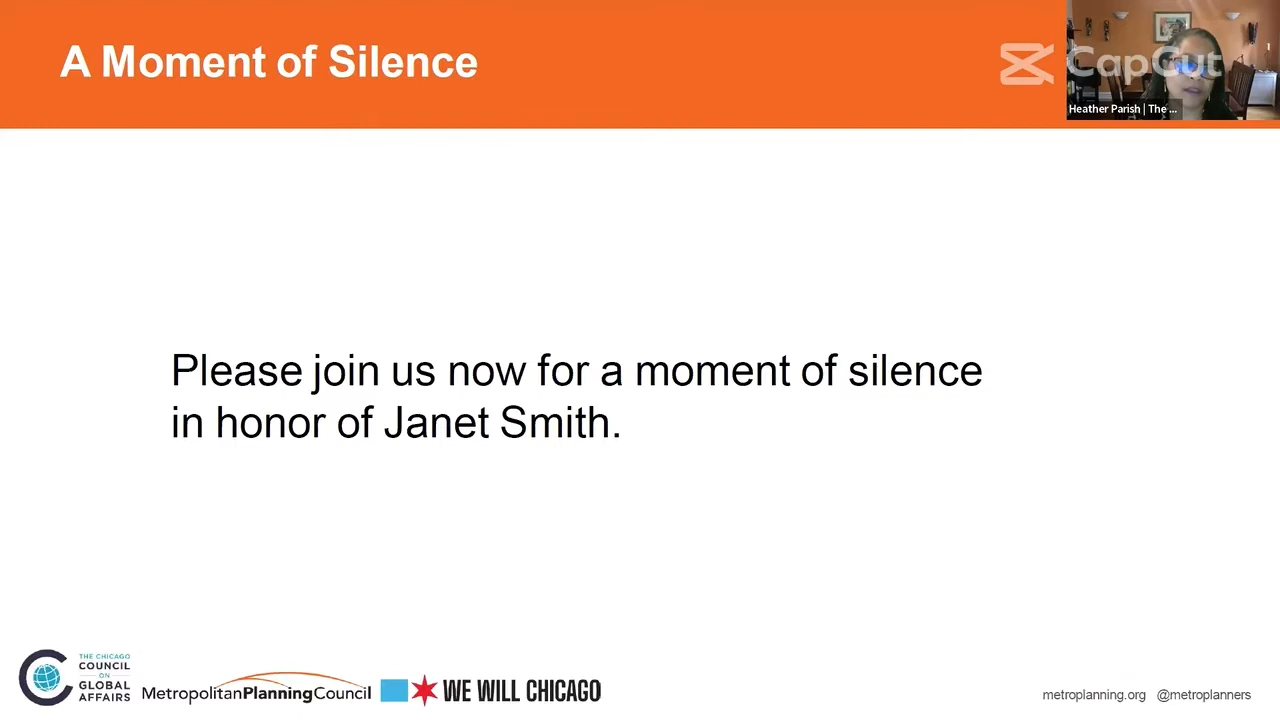 A Moment of Silence
CapCut
Heather Parish | The ...
Please join us now for a moment of silence
in honor of Janet Smith.
THE CHICAGO
COUNCIL
ON
GLOBAL
AFFAIRS
MetropolitanPlanningCouncil
WE WILL CHICAGO
metroplanning.org @metroplanners